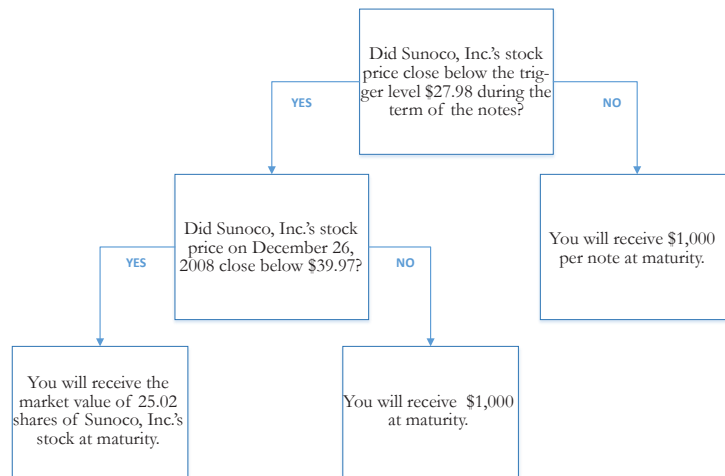 Did Sunoco, Inc.'s stock
price close below the trig-
ger level $27.98 during the
term of the notes?
YES
NO
Did Sunoco, Inc.'s stock
price on December 26,
2008 close below $39.97?
You will receive $1,000
per note at maturity.
YES
NO
You will receive the
market value of 25.02
shares of Sunoco, Inc.'s
stock at maturity.
You will receive $1,000
at maturity.